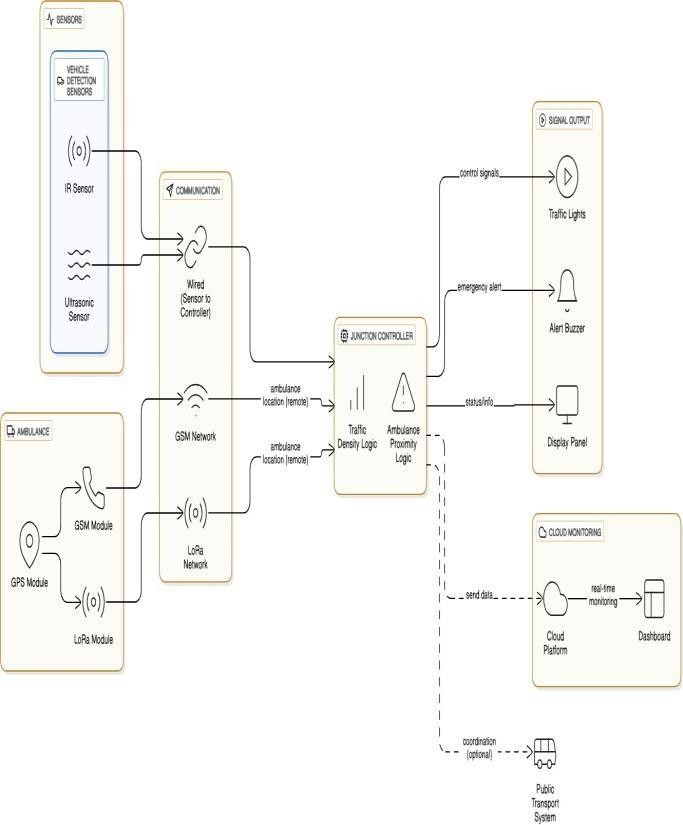 SENSORS
VEHICLE
DETECTION
SENSORS
IR Sensor
Ultrasonic
Sensor
COMMUNICATION
Wired
(Sensor to
Controller)
GSM Network
LoRa
Network
AMBULANCE
GSM Module
GPS Module
LoRa Module
ambulance
location (remote)
ambulance
location (remote)
JUNCTION CONTROLLER
Traffic
Density Logic
Ambulance
Proximity
Logic
control signals
emergency alert
status/info
send data
coordination
(optional)
SIGNAL OUTPUT
Traffic Lights
Alert Buzzer
Display Panel
CLOUD MONITORING
Cloud
Platform
real-time
monitoring
Dashboard
Public
Transport
System